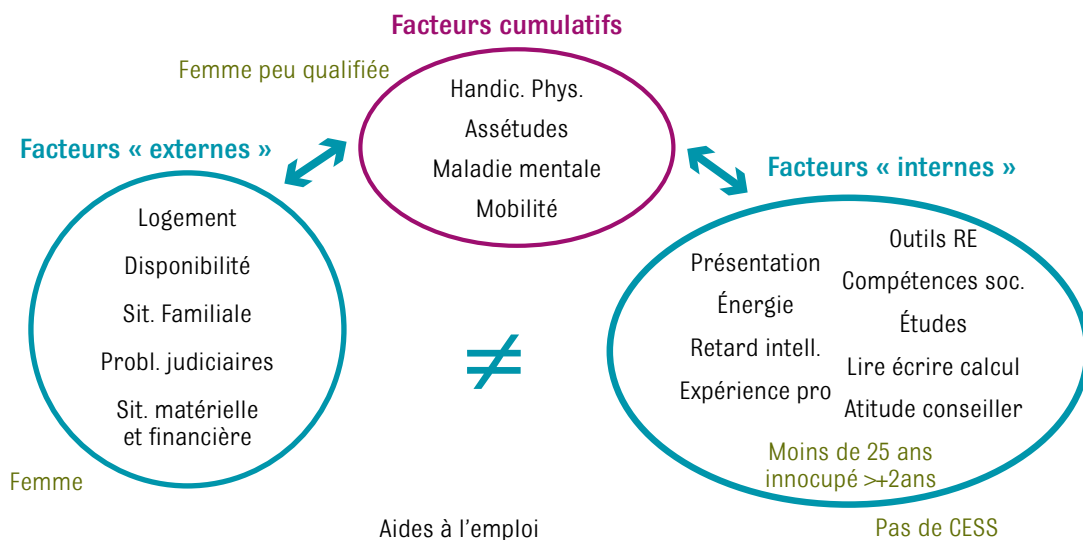 Facteurs cumulatifs
Femme peu qualifiée
Handic. Phys.
Assétudes
Maladie mentale
Mobilité
Facteurs « externes »
Logement
Disponibilité
Sit. Familiale
Probl. judiciaires
Sit. matérielle
et financière
Femme
≠
Facteurs « internes »
Présentation
Énergie
Retard intell.
Expérience pro
Outils RE
Compétences soc.
Études
Lire écrire calcul
Atitude conseiller
Moins de 25 ans
innocupé >+2ans
Aides à l'emploi
Pas de CESS